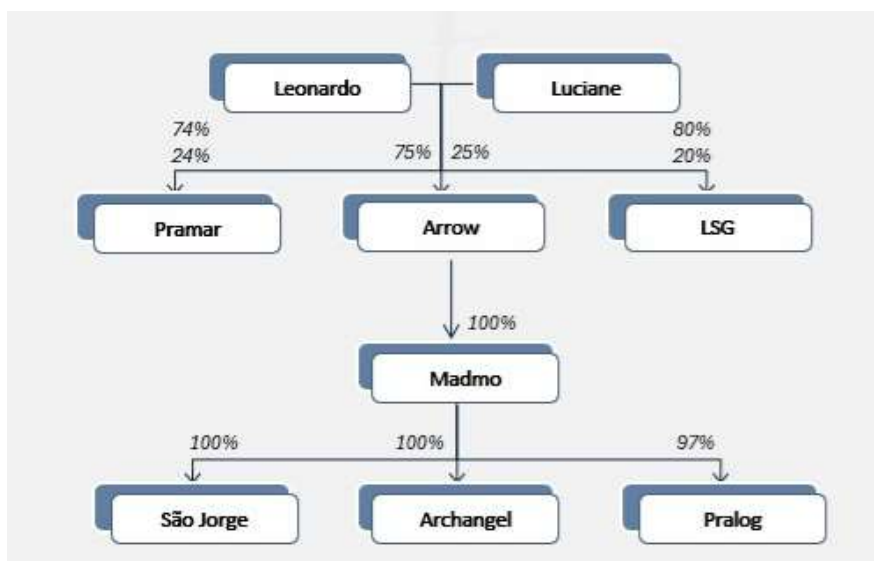 Leonardo
Luciane
74%
80%
24%
75%
25%
20%
Pramar
Arrow
LSG
100%
Madmo
100%
100%
97%
São Jorge
Archangel
Pralog